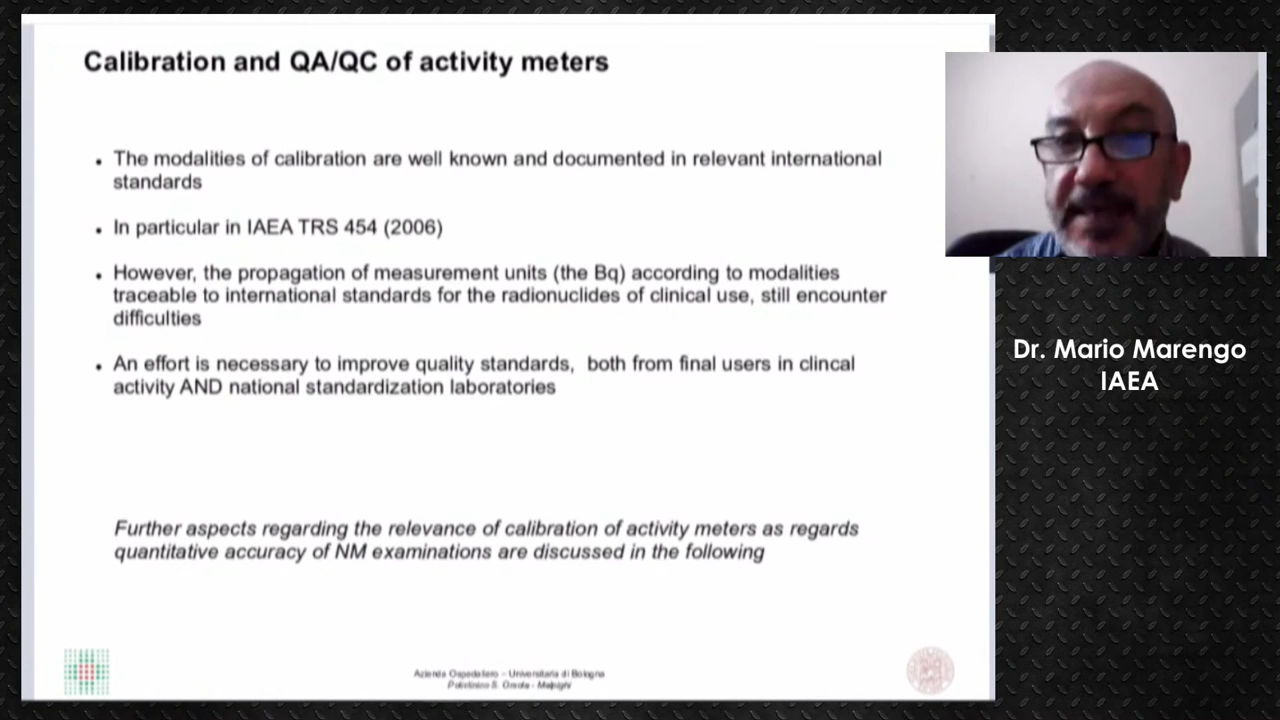 Calibration and QA/QC of activity meters
• The modalities of calibration are well known and documented in relevant international
standards
• In particular in IAEA TRS 454 (2006)
• However, the propagation of measurement units (the Bq) according to modalities
traceable to international standards for the radionuclides of clinical use, still encounter
difficulties
• An effort is necessary to improve quality standards, both from final users in clincal
activity AND national standardization laboratories
Further aspects regarding the relevance of calibration of activity meters as regards
quantitative accuracy of NM examinations are discussed in the following
Azienda Ospedaliero – Universitaria di Bologna
Policlinico S. Orsola - Malpighi
Dr. Mario Marengo
IAEA